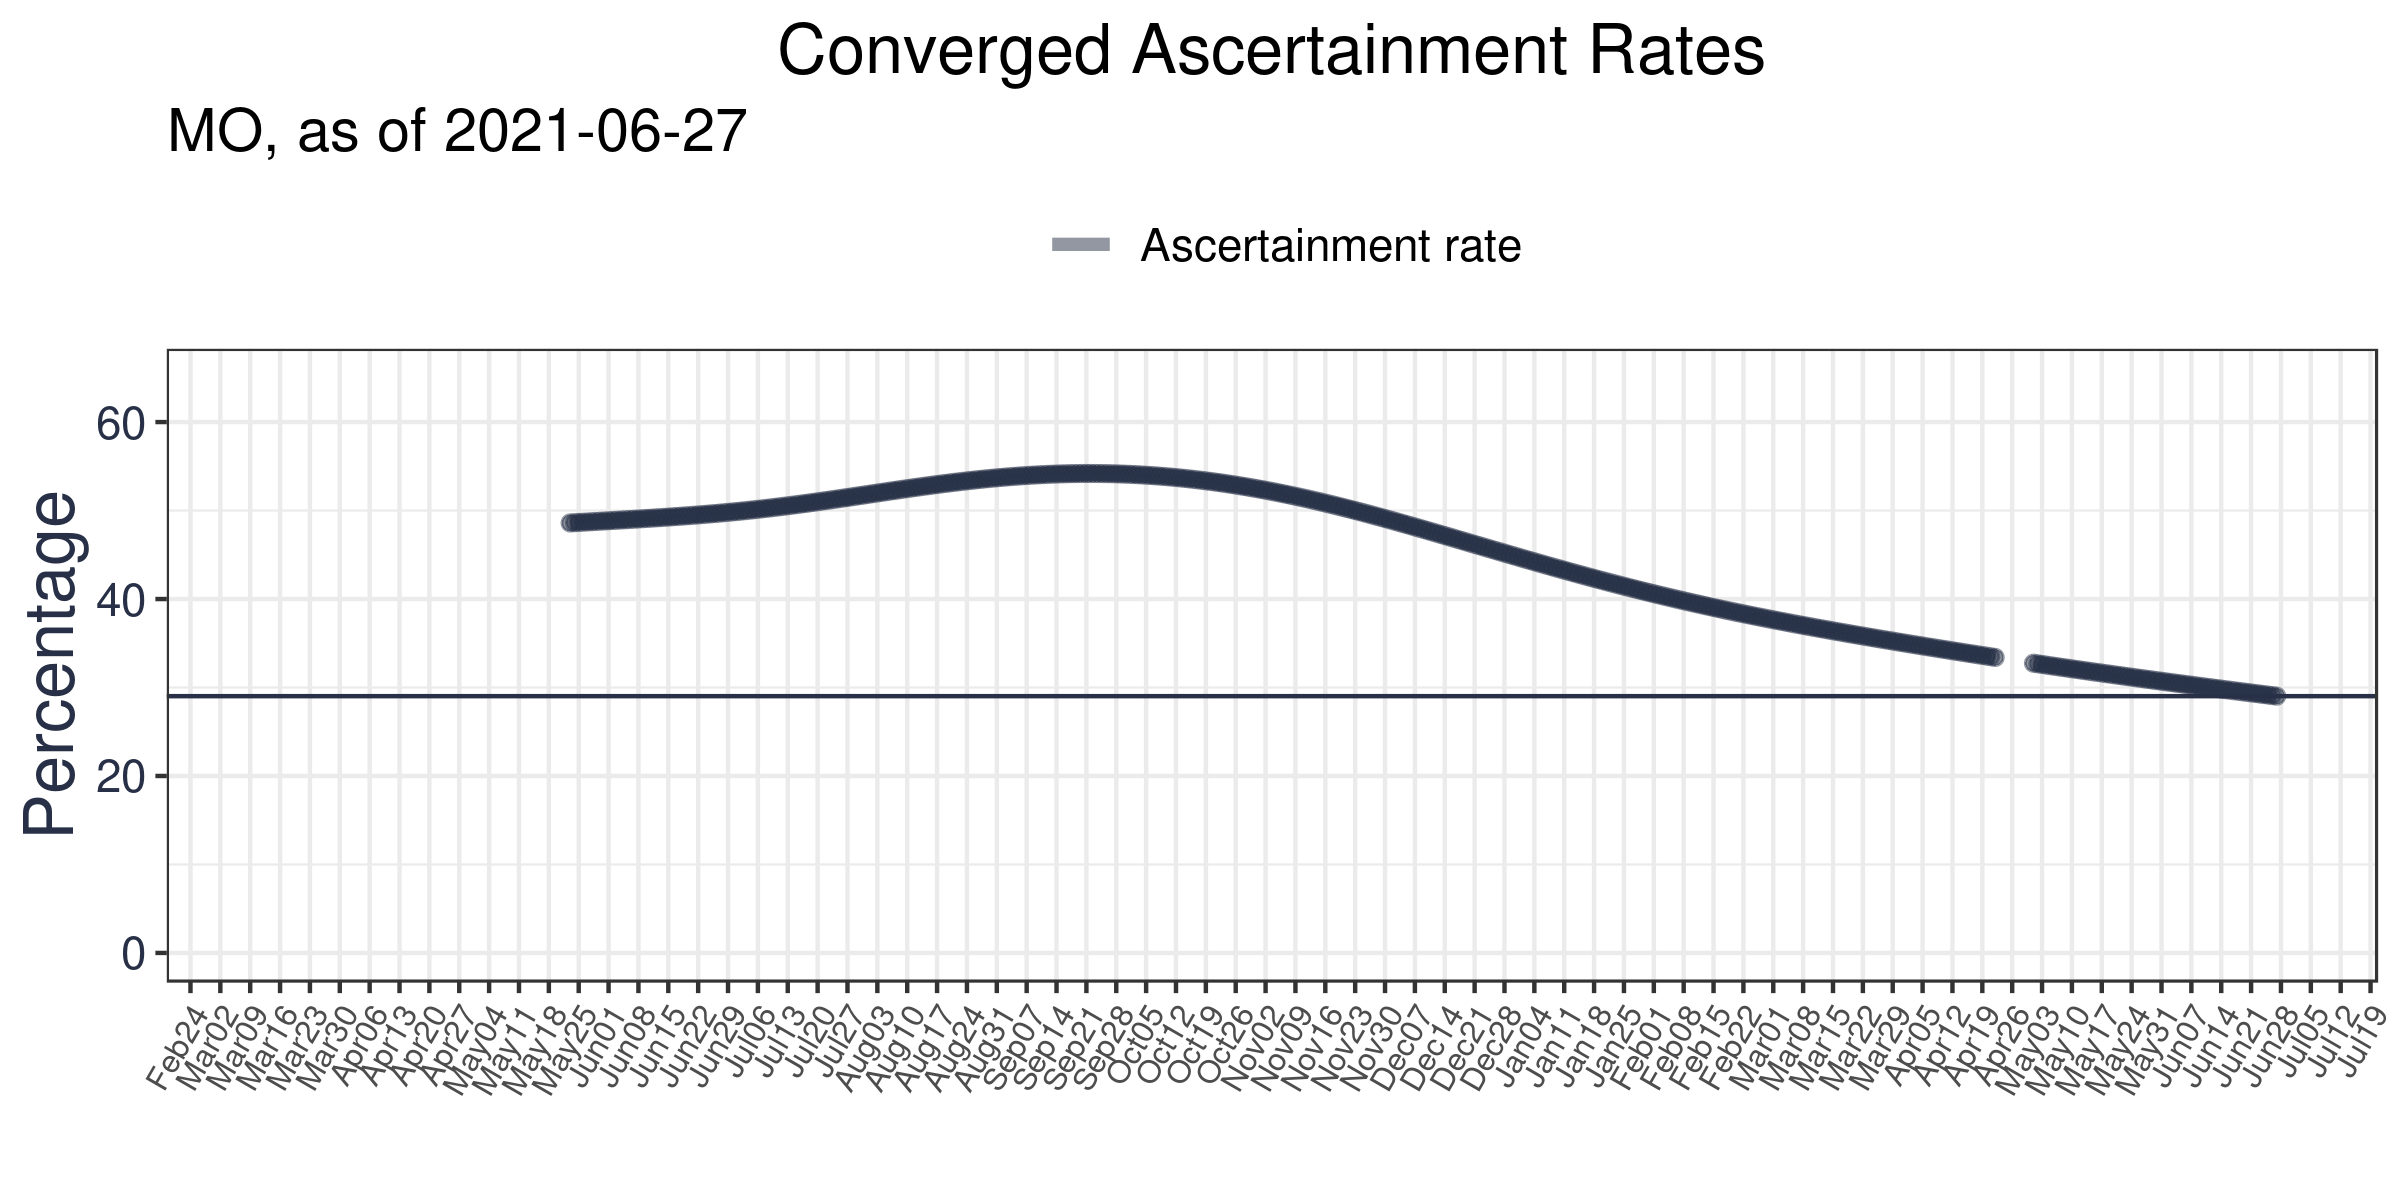 Converged Ascertainment Rates
MO, as of 2021-06-27
Ascertainment rate
Percentage
60
40
20
0
Feb24
Mar02
Mar09
Mar16
Mar23
Mar30
Apr06
Apr13
Apr20
Apr27
May04
May11
May18
May25
Jun01
Jun08
Jun15
Jun22
Jun29
Jul06
Jul13
Jul20
Jul27
Aug03
Aug10
Aug17
Aug24
Aug31
Sep07
Sep14
Sep21
Sep28
Oct05
Oct12
Oct19
Oct26
Nov02
Nov09
Nov16
Nov23
Nov30
Dec07
Dec14
Dec21
Dec28
Jan04
Jan11
Jan18
Jan25
Feb01
Feb08
Feb15
Feb22
Mar01
Mar08
Mar15
Mar22
Mar29
Apr05
Apr12
Apr19
Apr26
May03
May10
May17
May24
May31
Jun07
Jun14
Jun21
Jun28
Jul05
Jul12
Jul19